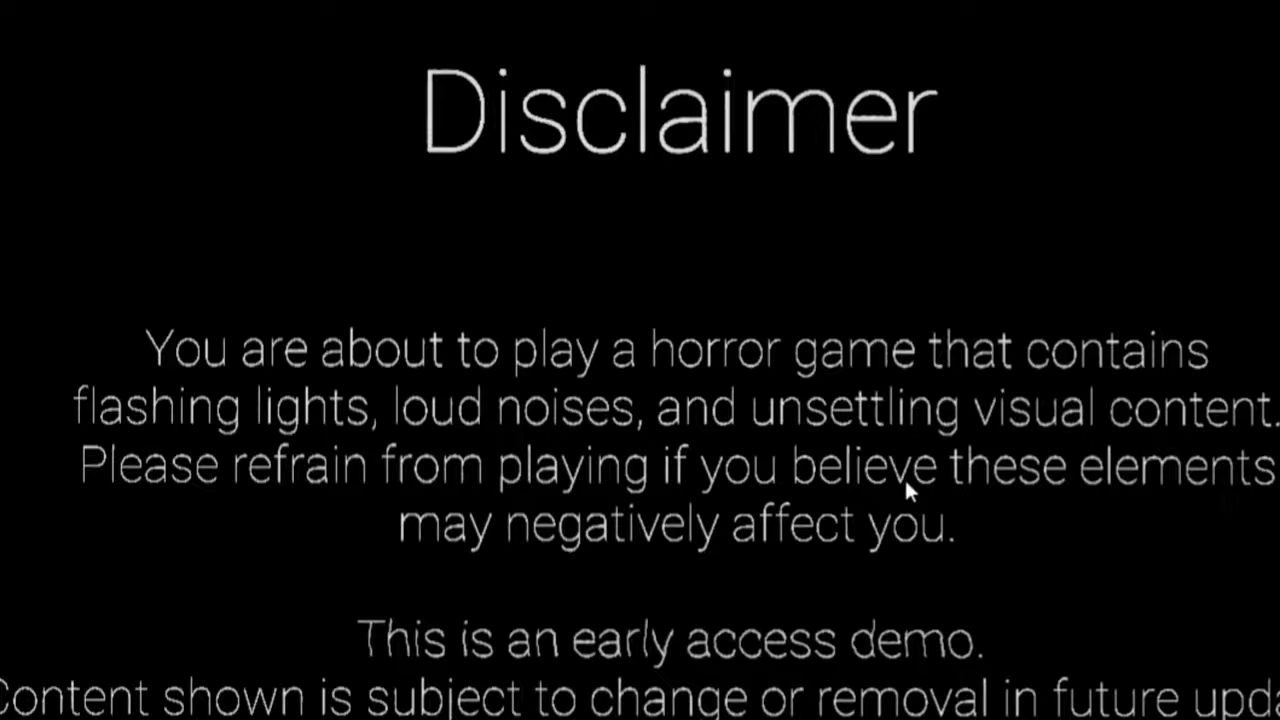 Disclaimer
You are about to play a horror game that contains
flashing lights, loud noises, and unsettling visual content.
Please refrain from playing if you believe these elements
may negatively affect you.
This is an early access demo.
Content shown is subject to change or removal in future